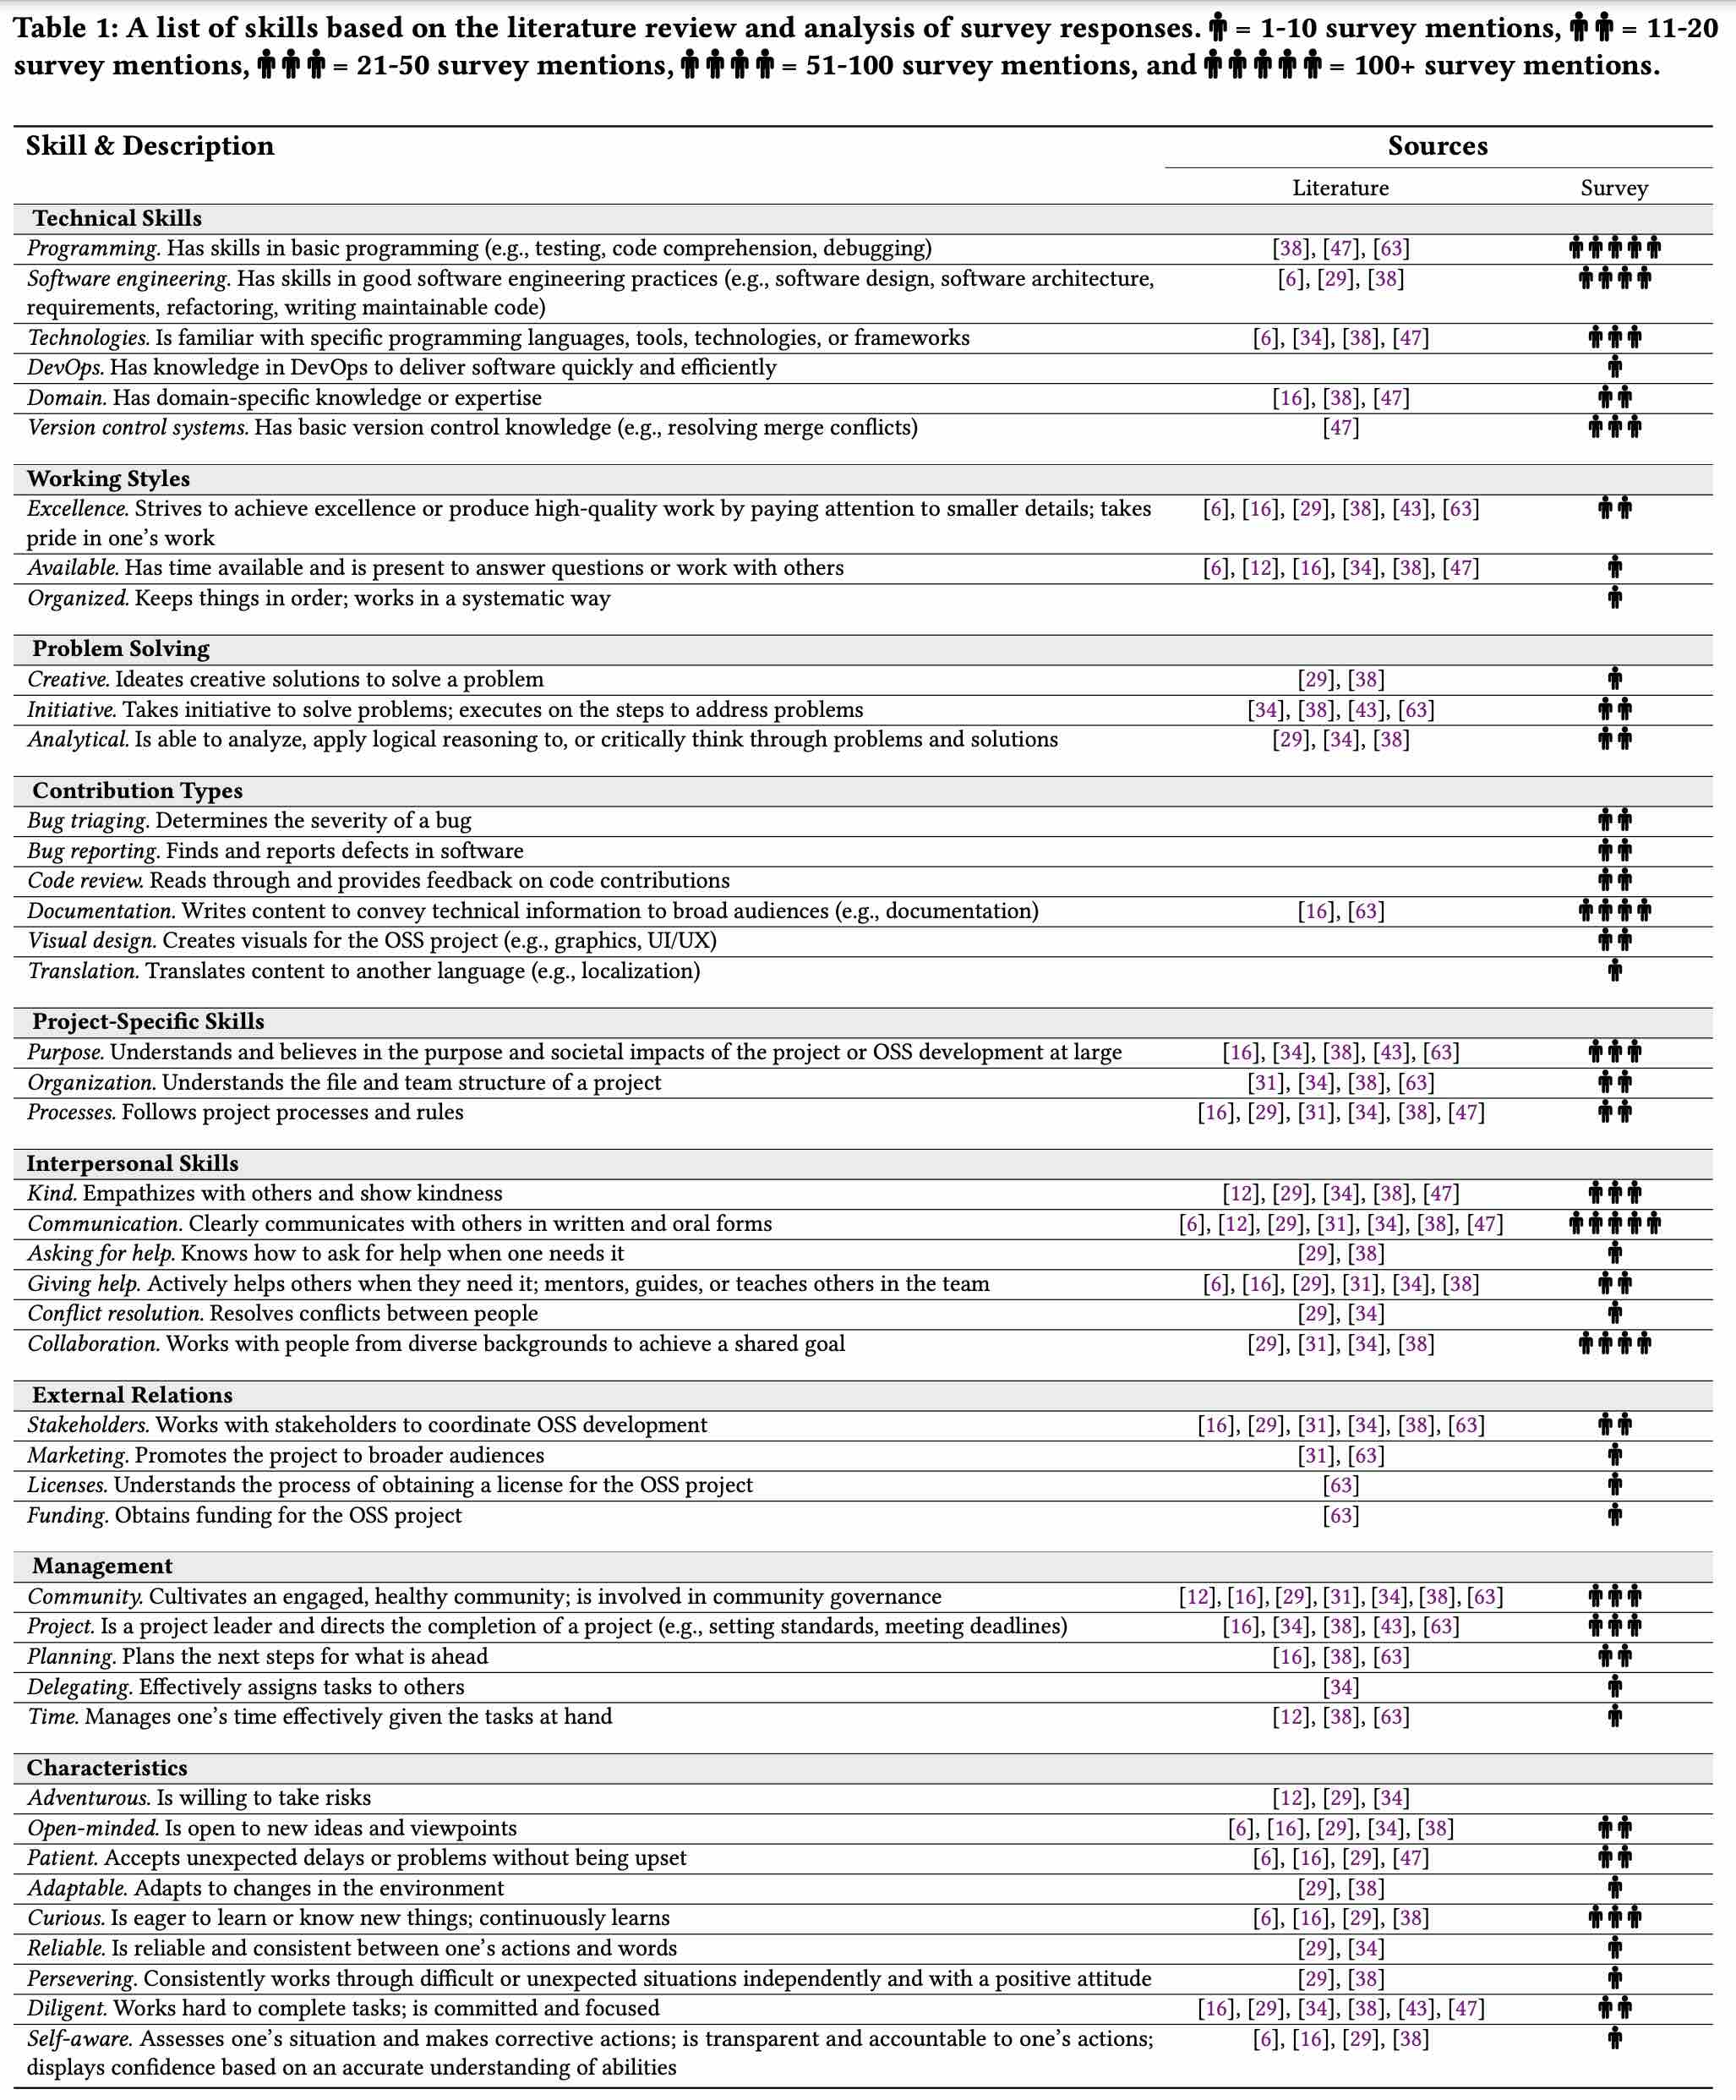 Table 1: A list of skills based on the literature review and analysis of survey responses. = 1-10 survey mentions, = 11-20
survey mentions, = 21-50 survey mentions, = 51-100 survey mentions, and = 100+ survey mentions.
Skill & Description Sources
Literature Survey
Technical Skills
Programming. Has skills in basic programming (e.g., testing, code comprehension, debugging) [38], [47], [63]
Software engineering. Has skills in good software engineering practices (e.g., software design, software architecture, [6], [29], [38]
requirements, refactoring, writing maintainable code)
Technologies. Is familiar with specific programming languages, tools, technologies, or frameworks [6], [34], [38], [47]
DevOps. Has knowledge in DevOps to deliver software quickly and efficiently
Domain. Has domain-specific knowledge or expertise [16], [38], [47]
Version control systems. Has basic version control knowledge (e.g., resolving merge conflicts) [47]
Working Styles
Excellence. Strives to achieve excellence or produce high-quality work by paying attention to smaller details; takes [6], [16], [29], [38], [43], [63]
pride in one's work
Available. Has time available and is present to answer questions or work with others [6], [12], [16], [34], [38], [47]
Organized. Keeps things in order; works in a systematic way
Problem Solving
Creative. Ideates creative solutions to solve a problem [29], [38]
Initiative. Takes initiative to solve problems; executes on the steps to address problems [34], [38], [43], [63]
Analytical. Is able to analyze, apply logical reasoning to, or critically think through problems and solutions [29], [34], [38]
Contribution Types
Bug triaging. Determines the severity of a bug
Bug reporting. Finds and reports defects in software
Code review. Reads through and provides feedback on code contributions
Documentation. Writes content to convey technical information to broad audiences (e.g., documentation) [16], [63]
Visual design. Creates visuals for the OSS project (e.g., graphics, UI/UX)
Translation. Translates content to another language (e.g., localization)
Project-Specific Skills
Purpose. Understands and believes in the purpose and societal impacts of the project or OSS development at large [16], [34], [38], [43], [63]
Organization. Understands the file and team structure of a project [31], [34], [38], [63]
Processes. Follows project processes and rules [16], [29], [31], [34], [38], [47]
Interpersonal Skills
Kind. Empathizes with others and show kindness [12], [29], [34], [38], [47]
Communication. Clearly communicates with others in written and oral forms [6], [12], [29], [31], [34], [38], [47]
Asking for help. Knows how to ask for help when one needs it [29], [38]
Giving help. Actively helps others when they need it; mentors, guides, or teaches others in the team [6], [16], [29], [31], [34], [38]
Conflict resolution. Resolves conflicts between people [29], [34]
Collaboration. Works with people from diverse backgrounds to achieve a shared goal [29], [31], [34], [38]
External Relations
Stakeholders. Works with stakeholders to coordinate OSS development [16], [29], [31], [34], [38], [63]
Marketing. Promotes the project to broader audiences [31], [63]
Licenses. Understands the process of obtaining a license for the OSS project [63]
Funding. Obtains funding for the OSS project [63]
Management
Community. Cultivates an engaged, healthy community; is involved in community governance [12], [16], [29], [31], [34], [38], [63]
Project. Is a project leader and directs the completion of a project (e.g., setting standards, meeting deadlines) [16], [34], [38], [43], [63]
Planning. Plans the next steps for what is ahead [16], [38], [63]
Delegating. Effectively assigns tasks to others [34]
Time. Manages one's time effectively given the tasks at hand [12], [38], [63]
Characteristics
Adventurous. Is willing to take risks [12], [29], [34]
Open-minded. Is open to new ideas and viewpoints [6], [16], [29], [34], [38]
Patient. Accepts unexpected delays or problems without being upset [6], [16], [29], [47]
Adaptable. Adapts to changes in the environment [29], [38]
Curious. Is eager to learn or know new things; continuously learns [6], [16], [29], [38]
Reliable. Is reliable and consistent between one's actions and words [29], [34]
Persevering. Consistently works through difficult or unexpected situations independently and with a positive attitude [29], [38]
Diligent. Works hard to complete tasks; is committed and focused [16], [29], [34], [38], [43], [47]
Self-aware. Assesses one's situation and makes corrective actions; is transparent and accountable to one's actions; [6], [16], [29], [38]
displays confidence based on an accurate understanding of abilities